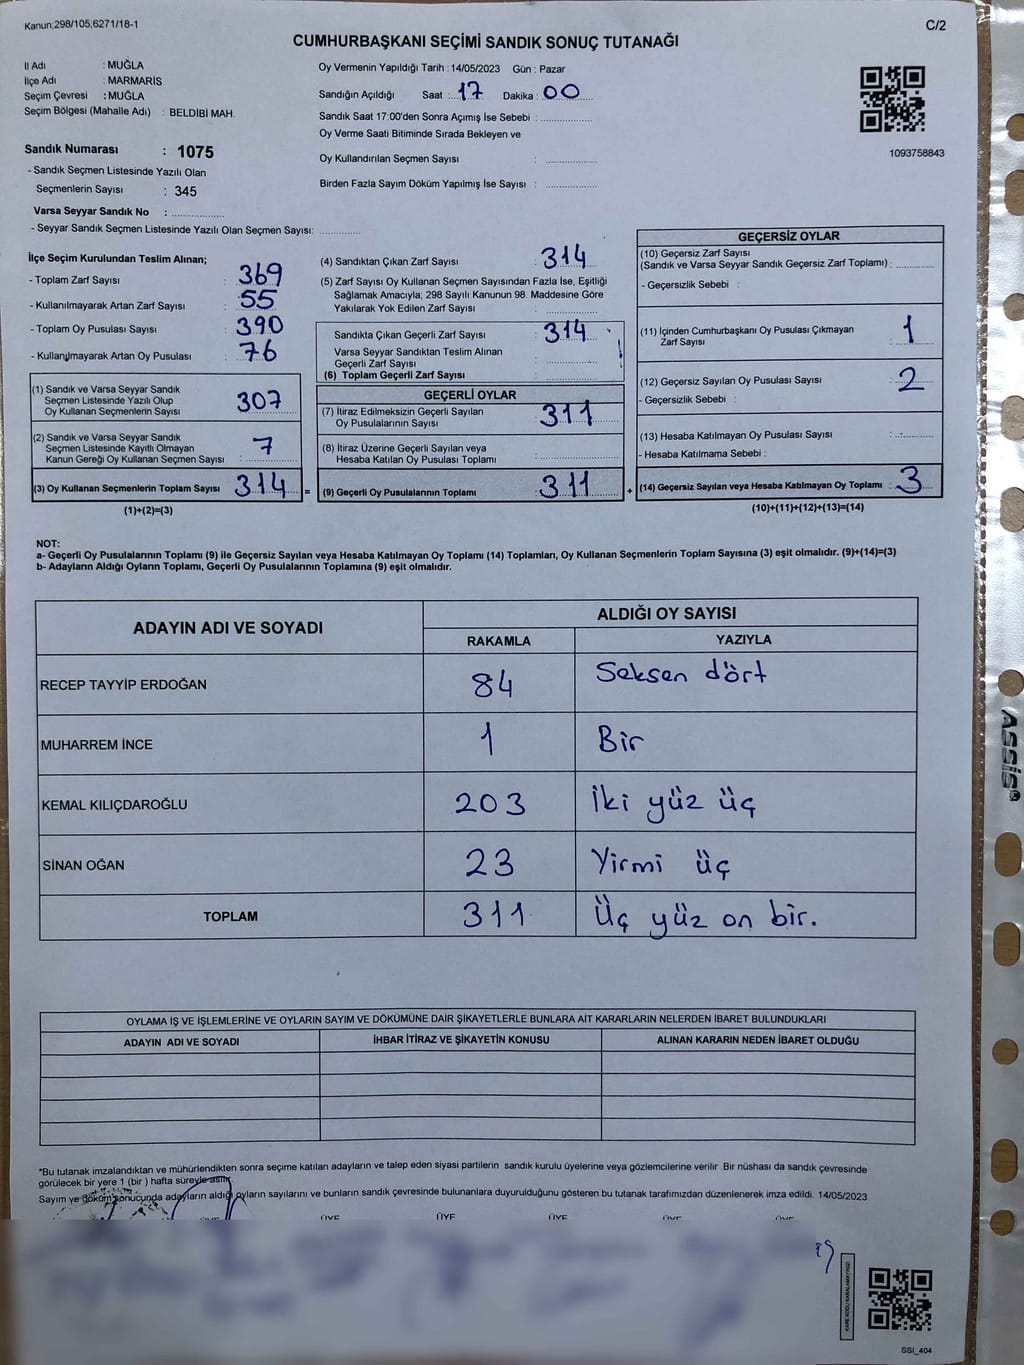 Kanun:298/105,6271/18-1
C/2
CUMHURBAŞKANI SEÇİMİ SANDIK SONUÇ TUTANAĞI
İl Adı : MUĞLA
İlçe Adı : MARMARİS
Seçim Çevresi : MUĞLA
Seçim Bölgesi (Mahalle Adı) : BELDİBİ MAH.
Sandık Numarası : 1075
- Sandık Seçmen Listesinde Yazılı Olan
Seçmenlerin Sayısı : 345
Varsa Seyyar Sandık No :
- Seyyar Sandık Seçmen Listesinde Yazılı Olan Seçmen Sayısı:
Oy Vermenin Yapıldığı Tarih : 14/05/2023 Gün : Pazar
Sandığın Açıldığı Saat : 17 Dakika : 00
Sandık Saat 17:00'den Sonra Açımış İse Sebebi :
Oy Verme Saati Bitiminde Sırada Bekleyen ve
Oy Kullandırılan Seçmen Sayısı :
Birden Fazla Sayım Döküm Yapılmış İse Sayısı :
1093758843
İlçe Seçim Kurulundan Teslim Alınan;
- Toplam Zarf Sayısı : 369
- Kullanılmayarak Artan Zarf Sayısı : 55
- Toplam Oy Pusulası Sayısı : 390
- Kullanılmayarak Artan Oy Pusulası : 76
(1) Sandık ve Varsa Seyyar Sandık
Seçmen Listesinde Yazılı Olup
Oy Kullanan Seçmenlerin Sayısı : 307
(2) Sandık ve Varsa Seyyar Sandık
Seçmen Listesinde Kayıtlı Olmayan
Kanun Gereği Oy Kullanan Seçmen Sayısı : 7
(3) Oy Kullanan Seçmenlerin Toplam Sayısı : 314 =
(1)+(2)=(3)
(4) Sandıktan Çıkan Zarf Sayısı : 314
(5) Zarf Sayısı Oy Kullanan Seçmen Sayısından Fazla İse, Eşitliği
Sağlamak Amacıyla; 298 Sayılı Kanunun 98. Maddesine Göre
Yakılarak Yok Edilen Zarf Sayısı :
Sandıkta Çıkan Geçerli Zarf Sayısı : 314
Varsa Seyyar Sandıktan Teslim Alınan
Geçerli Zarf Sayısı :
(6) Toplam Geçerli Zarf Sayısı :
GEÇERLİ OYLAR
(7) İtiraz Edilmeksizin Geçerli Sayılan
Oy Pusulalarının Sayısı : 311
(8) İtiraz Üzerine Geçerli Sayılan veya
Hesaba Katılan Oy Pusulası Toplamı :
(9) Geçerli Oy Pusulalarının Toplamı : 311 +
GEÇERSİZ OYLAR
(10) Geçersiz Zarf Sayısı
(Sandık ve Varsa Seyyar Sandık Geçersiz Zarf Toplamı) :
- Geçersizlik Sebebi :
(11) İçinden Cumhurbaşkanı Oy Pusulası Çıkmayan
Zarf Sayısı : 1
(12) Geçersiz Sayılan Oy Pusulası Sayısı : 2
- Geçersizlik Sebebi :
(13) Hesaba Katılmayan Oy Pusulası Sayısı :
- Hesaba Katılmama Sebebi :
(14) Geçersiz Sayılan veya Hesaba Katılmayan Oy Toplamı : 3
(10)+(11)+(12)+(13)=(14)
NOT:
a- Geçerli Oy Pusulalarının Toplamı (9) ile Geçersiz Sayılan veya Hesaba Katılmayan Oy Toplamı (14) Toplamları, Oy Kullanan Seçmenlerin Toplam Sayısına (3) eşit olmalıdır. (9)+(14)=(3)
b- Adayların Aldığı Oyların Toplamı, Geçerli Oy Pusulalarının Toplamına (9) eşit olmalıdır.
ADAYIN ADI VE SOYADI
ALDIĞI OY SAYISI
RAKAMLA YAZIYLA
RECEP TAYYİP ERDOĞAN 84 Seksen dört
MUHARREM İNCE 1 Bir
KEMAL KILIÇDAROĞLU 203 İki yüz üç
SİNAN OĞAN 23 Yirmi üç
TOPLAM 311 Üç yüz on bir.
OYLAMA İŞ VE İŞLEMLERİNE VE OYLARIN SAYIM VE DÖKÜMÜNE DAİR ŞİKAYETLERLE BUNLARA AİT KARARLARIN NELERDEN İBARET BULUNDUKLARI
ADAYIN ADI VE SOYADI İHBAR İTİRAZ VE ŞİKAYETİN KONUSU ALINAN KARARIN NEDEN İBARET OLDUĞU
*Bu tutanak imzalandıktan ve mühürlendikten sonra seçime katılan adayların ve talep eden siyasi partilerin sandık kurulu üyelerine veya gözlemcilerine verilir. Bir nüshası da sandık çevresinde
görülecek bir yere 1 (bir ) hafta süreyle asılır.
Sayım ve döküm sonucunda adayların aldığı oyların sayılarını ve bunların sandık çevresinde bulunanlara duyurulduğunu gösteren bu tutanak tarafımızdan düzenlenerek imza edildi. 14/05/2023
ÜYE ÜYE ÜYE ÜYE ÜYE
SSI_404
ASSİS